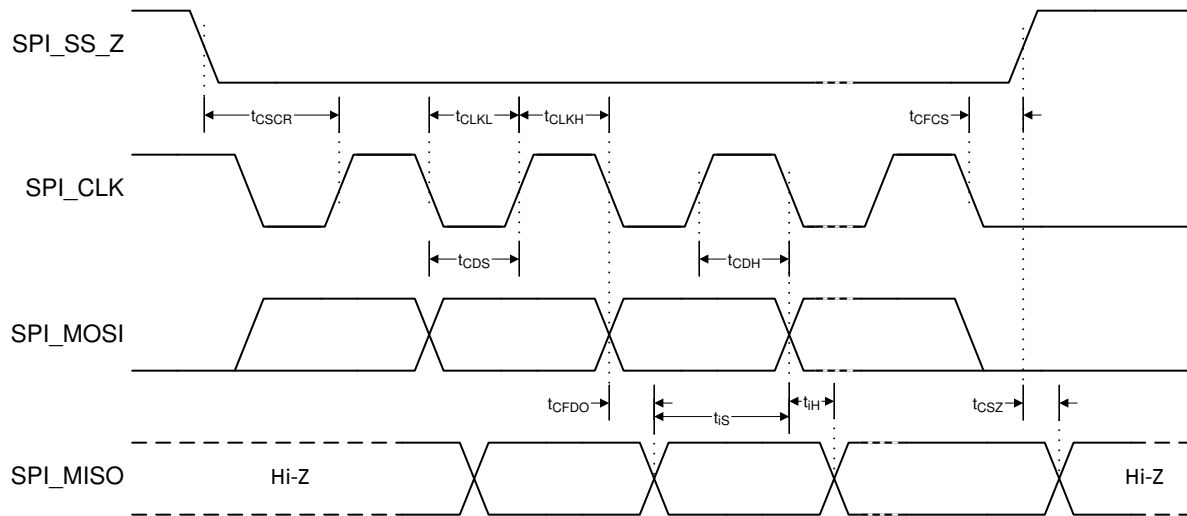 SPI_SS_Z
tCSCR
tCLKL
tCLKH
tCFCS
SPI_CLK
tCDS
tCDH
SPI_MOSI
tCFDO
tiS
tiH
tCSZ
SPI_MISO
Hi-Z
Hi-Z